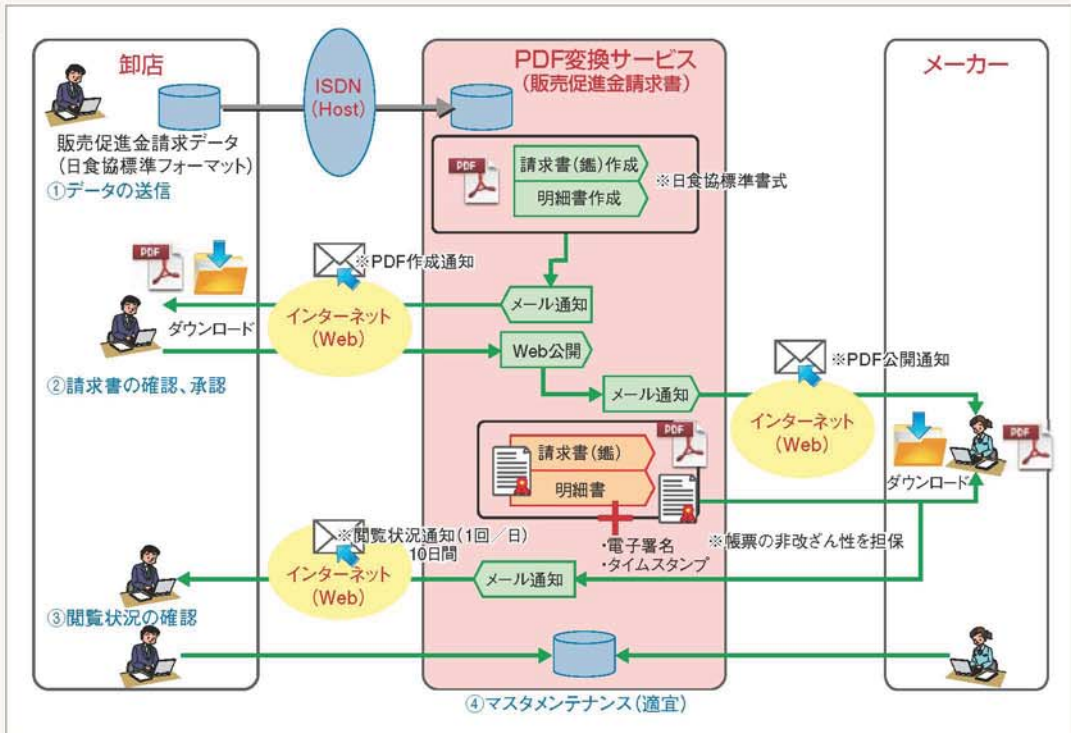 卸店
ISDN
(Host)
PDF変換サービス
(販売促進金請求書)
メーカー
販売促進金請求データ
(日食協標準フォーマット)
①データの送信
PDF
請求書(鑑)作成
明細書作成
※日食協標準書式
PDF
※PDF作成通知
ダウンロード
インターネット
(Web)
メール通知
Web公開
②請求書の確認、承認
メール通知
※PDF公開通知
インターネット
(Web)
PDF
ダウンロード
請求書(鑑)
明細書
PDF
・電子署名
・タイムスタンプ
※帳票の非改ざん性を担保
※閲覧状況通知(1回/日)
10日間
インターネット
(Web)
メール通知
③閲覧状況の確認
④マスタメンテナンス(適宜)